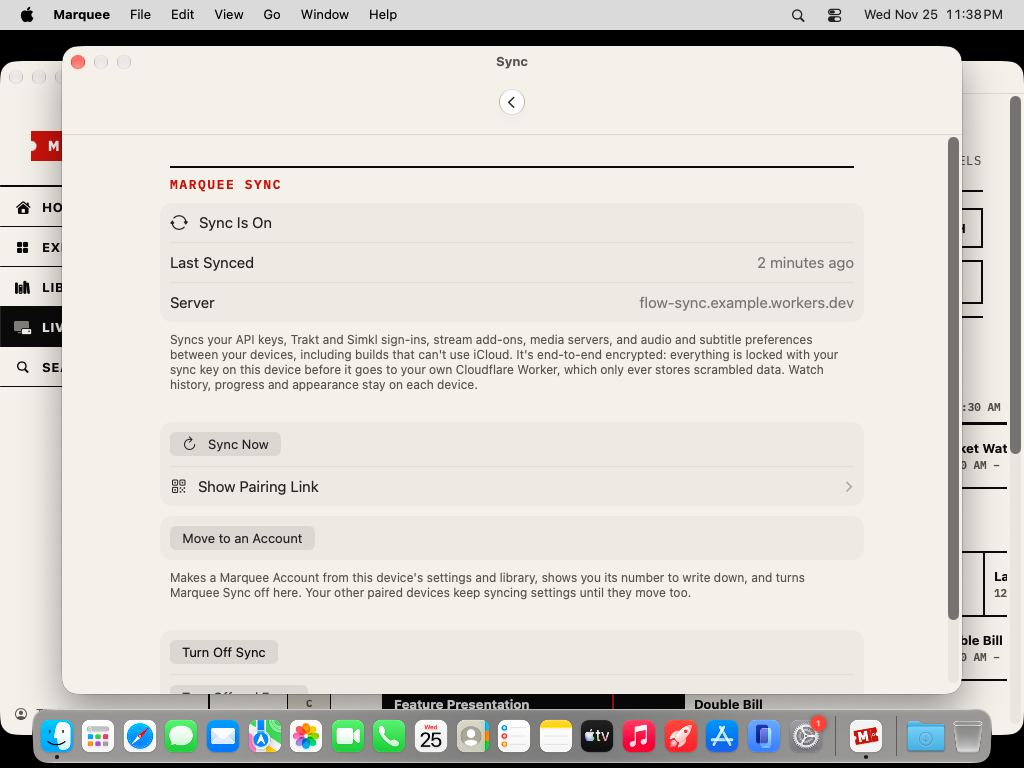 Marquee File Edit View Go Window Help Wed Nov 25 11:38 PM
Sync
M
ELS
MARQUEE SYNC
Sync Is On
HO
EX
Last Synced 2 minutes ago
LIB
Server flow-sync.example.workers.dev
LIV
Syncs your API keys, Trakt and Simkl sign-ins, stream add-ons, media servers, and audio and subtitle preferences
between your devices, including builds that can't use iCloud. It's end-to-end encrypted: everything is locked with your
sync key on this device before it goes to your own Cloudflare Worker, which only ever stores scrambled data. Watch
history, progress and appearance stay on each device.
SEA
:30 AM
Sync Now
ket Wat
0 AM –
Show Pairing Link
Move to an Account
Makes a Marquee Account from this device's settings and library, shows you its number to write down, and turns
Marquee Sync off here. Your other paired devices keep syncing settings until they move too.
La
12
Turn Off Sync
ble Bill
0 AM –
C
Feature Presentation
Double Bill
Wed
25
tv
1
M